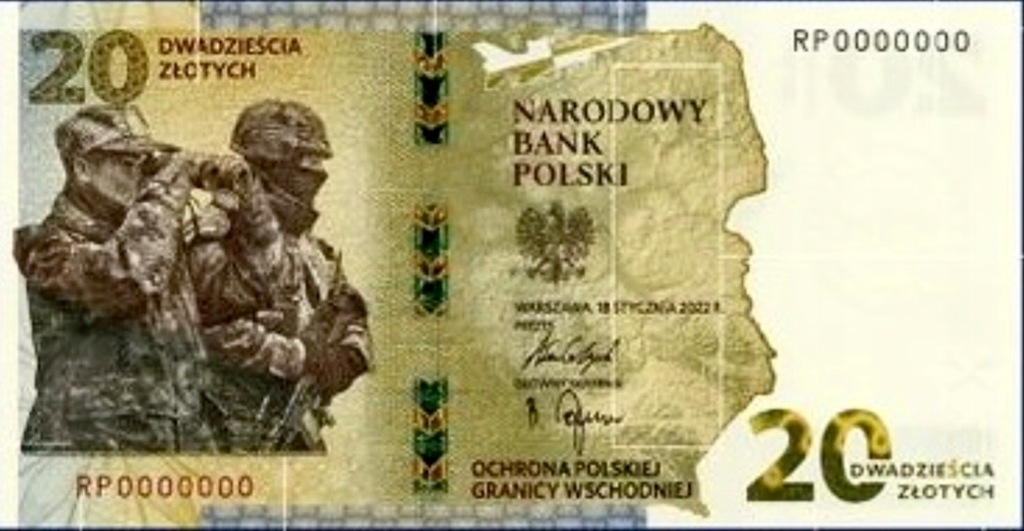 20 DWADZIEŚCIA
ZŁOTYCH
RP0000000
NARODOWY
BANK
POLSKI
WARSZAWA, 18 STYCZNIA 2022 R.
PREZES
GŁÓWNY SKARBNIK
RP0000000
OCHRONA POLSKIEJ
GRANICY WSCHODNIEJ
20 DWADZIEŚCIA
ZŁOTYCH